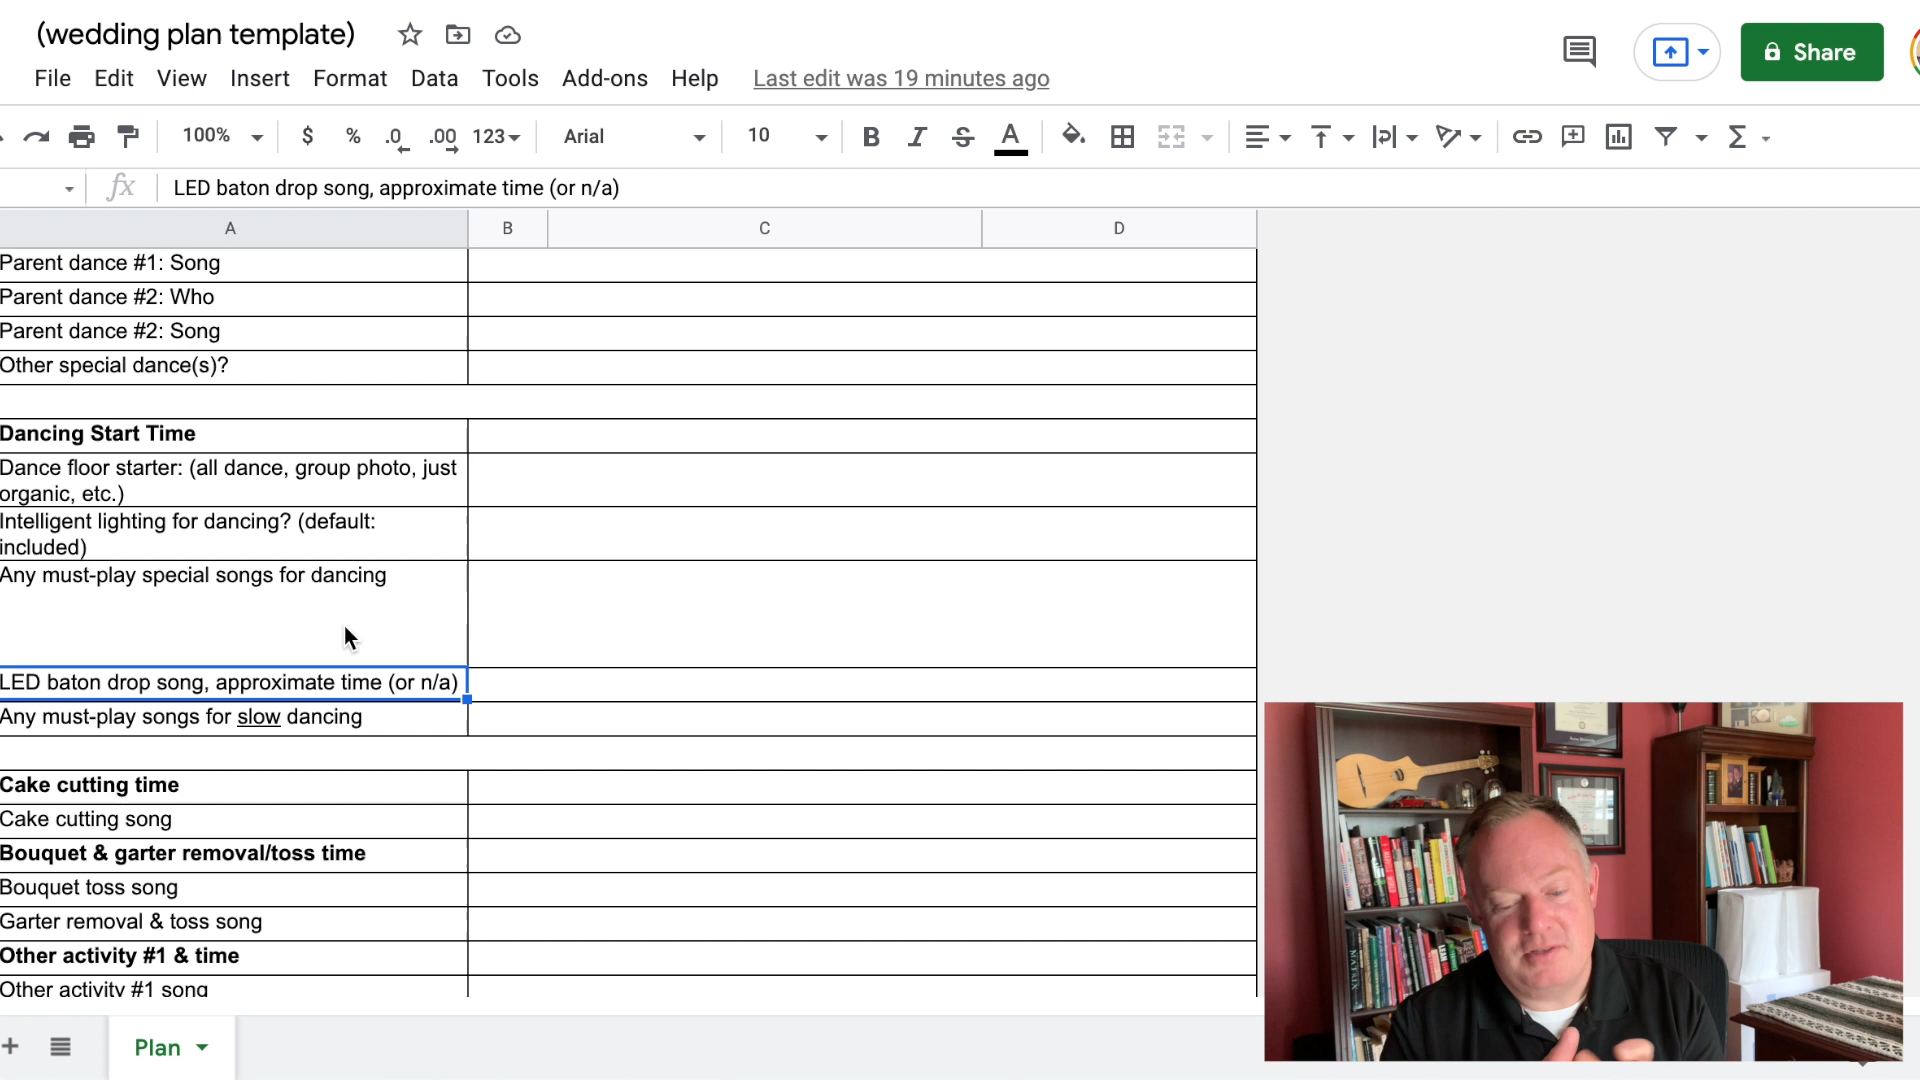 (wedding plan template)
File Edit View Insert Format Data Tools Add-ons Help Last edit was 19 minutes ago
Share
100% $ % .0 .00 123 Arial 10 B I S A
fx LED baton drop song, approximate time (or n/a)
A B C D
Parent dance #1: Song
Parent dance #2: Who
Parent dance #2: Song
Other special dance(s)?
Dancing Start Time
Dance floor starter: (all dance, group photo, just
organic, etc.)
Intelligent lighting for dancing? (default:
included)
Any must-play special songs for dancing
LED baton drop song, approximate time (or n/a)
Any must-play songs for slow dancing
Cake cutting time
Cake cutting song
Bouquet & garter removal/toss time
Bouquet toss song
Garter removal & toss song
Other activity #1 & time
Other activity #1 song
Plan
MATRIX